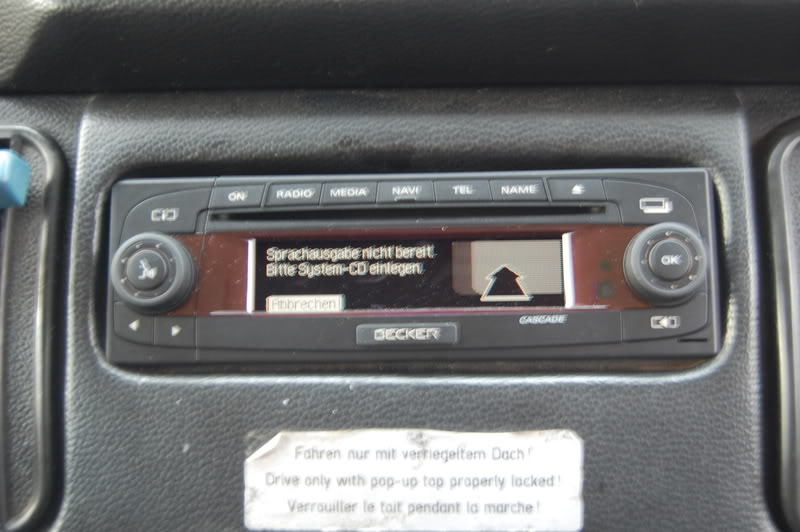 ON RADIO MEDIA NAVI TEL NAME
Sprachausgabe nicht bereit.
Bitte System-CD einlegen.
Abbrechen
OK
CASCADE
BECKER
Fahren nur mit verriegeltem Dach!
Drive only with pop-up top properly locked!
Verrouiller le toit pendant la marche!